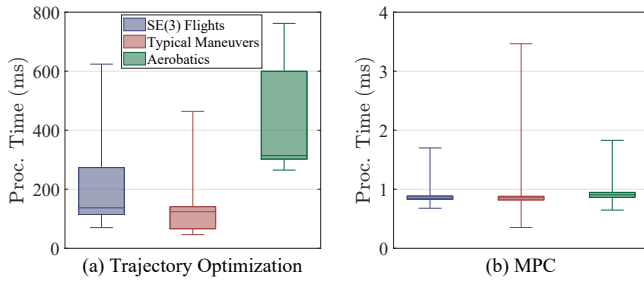 SE(3) Flights
Typical Maneuvers
Aerobatics
Proc. Time (ms)
800
600
400
200
0
(a) Trajectory Optimization
Proc. Time (ms)
4
3
2
1
0
(b) MPC